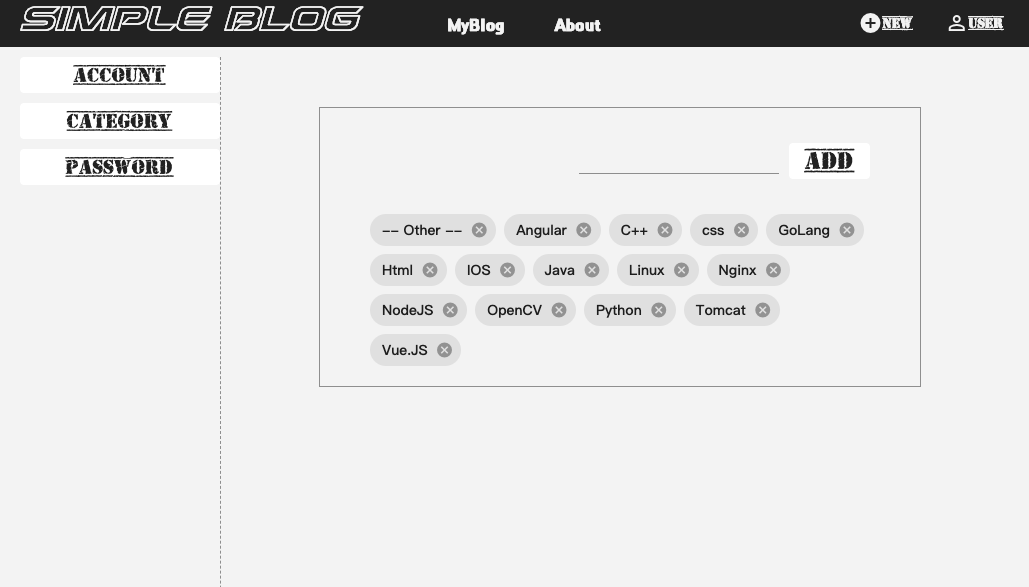 SIMPLE BLOG MyBlog About NEW USER
ACCOUNT
CATEGORY
PASSWORD
ADD
-- Other -- Angular C++ css GoLang
Html IOS Java Linux Nginx
NodeJS OpenCV Python Tomcat
Vue.JS